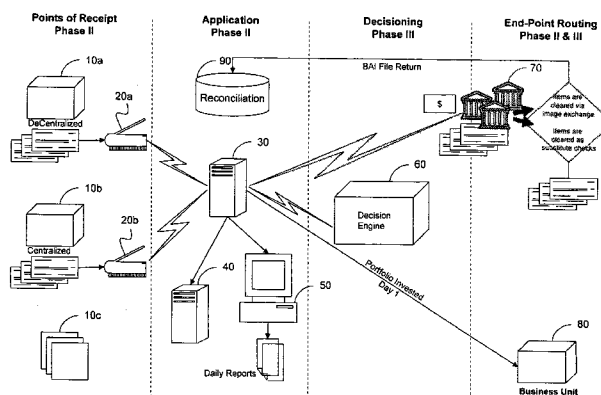 Points of Receipt
Phase II
Application
Phase II
Decisioning
Phase III
End-Point Routing
Phase II & III
10a
20a
DeCentralized
90
Reconciliation
BAI File Return
70
$
Items are
cleared via
image exchange
Items are
cleared as
substitute checks
30
60
Decision
Engine
10b
20b
Centralized
40
50
Portfolio Invested
Day 1
10c
Daily Reports
80
Business Unit